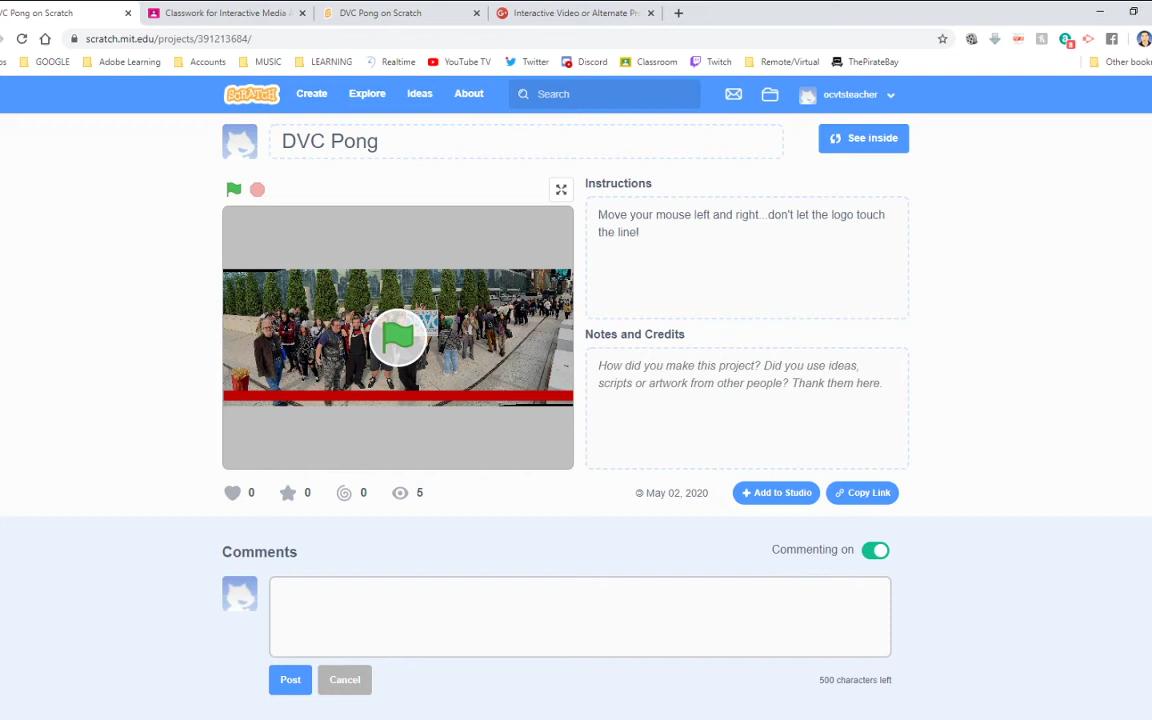 VC Pong on Scratch
Classwork for Interactive Media
DVC Pong on Scratch
Interactive Video or Alternate Pr
scratch.mit.edu/projects/391213684/
ps
GOOGLE
Adobe Learning
Accounts
MUSIC
LEARNING
Realtime
YouTube TV
Twitter
Discord
Classroom
Twitch
Remote/Virtual
ThePirateBay
Other book
SCRATCH
Create
Explore
Ideas
About
Search
ocvtsteacher
DVC Pong
See inside
Instructions
Move your mouse left and right...don't let the logo touch
the line!
Notes and Credits
How did you make this project? Did you use ideas,
scripts or artwork from other people? Thank them here.
0
0
0
5
© May 02, 2020
Add to Studio
Copy Link
Comments
Commenting on
Post
Cancel
500 characters left